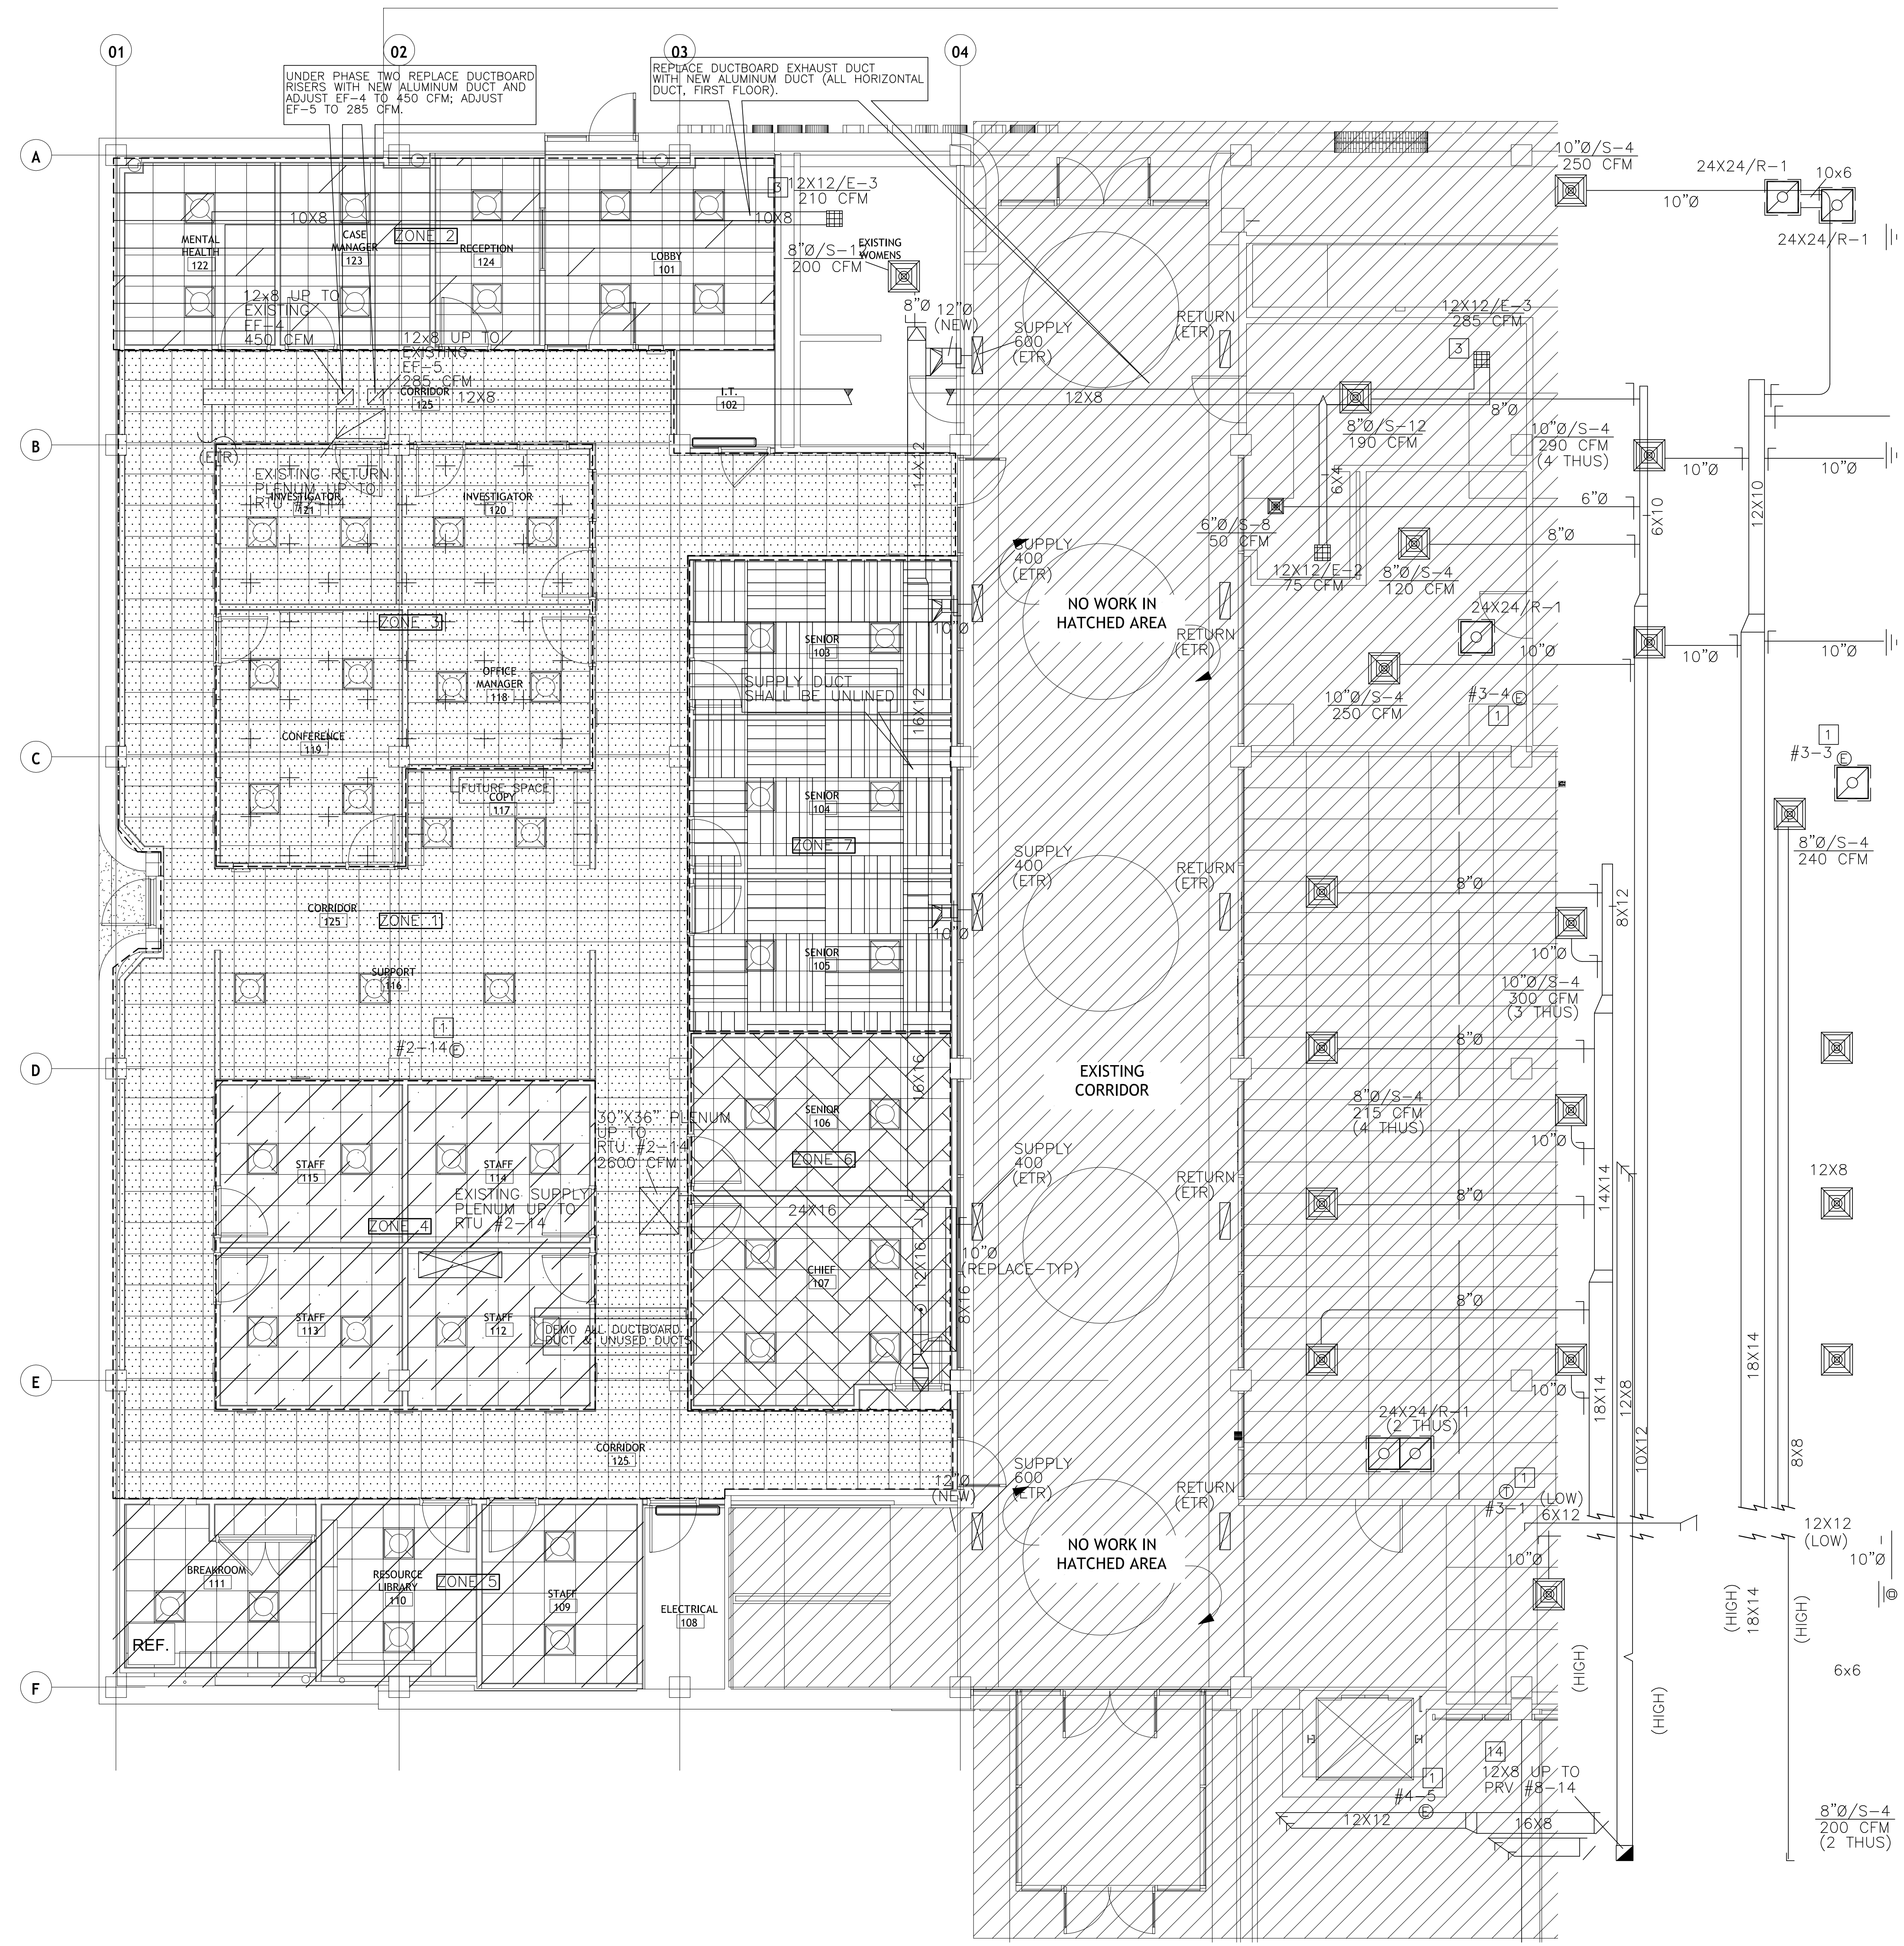 01
02
03
04
UNDER PHASE TWO REPLACE DUCTBOARD
RISERS WITH NEW ALUMINUM DUCT AND
ADJUST EF-4 TO 450 CFM; ADJUST
EF-5 TO 285 CFM.
REPLACE DUCTBOARD EXHAUST DUCT
WITH NEW ALUMINUM DUCT (ALL HORIZONTAL
DUCT, FIRST FLOOR).
A
10"Ø/S-4
250 CFM
24X24/R-1
10x6
10"Ø
24X24/R-1
3
12X12/E-3
210 CFM
10X8
10X8
MENTAL
HEALTH
122
CASE
MANAGER
123
ZONE 2
RECEPTION
124
LOBBY
101
8"Ø/S-12
200 CFM
EXISTING
WOMENS
12x8 UP TO
EXISTING
EF-4
450 CFM
12x8 UP TO
EXISTING
EF-5
285 CFM
8"Ø
12"Ø
(NEW)
SUPPLY
600
(ETR)
RETURN
(ETR)
12X12/E-3
285 CFM
3
CORRIDOR
125
12X8
I.T.
102
12X8
8"Ø
8"Ø/S-12
190 CFM
10"Ø/S-4
290 CFM
(4 THUS)
B
(ETR)
EXISTING RETURN
PLENUM UP TO
RTU #2-14
INVESTIGATOR
121
INVESTIGATOR
120
14X12
6X4
10"Ø
10"Ø
6"Ø
6X10
12X10
6"Ø/S-8
50 CFM
8"Ø
SUPPLY
400
(ETR)
RETURN
(ETR)
12X12/E-2
75 CFM
8"Ø/S-4
120 CFM
NO WORK IN
HATCHED AREA
24X24/R-1
ZONE 3
10"Ø
SENIOR
103
10"Ø
10"Ø
10"Ø
OFFICE
MANAGER
118
SUPPLY DUCT
SHALL BE UNLINED
16X12
10"Ø/S-4
250 CFM
#3-4 E
1
C
CONFERENCE
119
1
#3-3 E
FUTURE SPACE
COPY
117
SENIOR
104
ZONE 7
8"Ø/S-4
240 CFM
SUPPLY
400
(ETR)
RETURN
(ETR)
8"Ø
8X12
CORRIDOR
125
ZONE 1
10"Ø
10"Ø
SUPPORT
116
SENIOR
105
10"Ø/S-4
300 CFM
(3 THUS)
1
#2-14 E
8"Ø
D
EXISTING
CORRIDOR
16X16
SENIOR
106
8"Ø/S-4
215 CFM
(4 THUS)
30"X36" PLENUM
UP TO
RTU #2-14
2600 CFM
10"Ø
STAFF
115
STAFF
114
ZONE 6
SUPPLY
400
(ETR)
RETURN
(ETR)
12X8
8"Ø
14X14
EXISTING SUPPLY
PLENUM UP TO
RTU #2-14
ZONE 4
24X16
10"Ø
(REPLACE-TYP)
12X16
CHIEF
107
8X16
8"Ø
STAFF
113
STAFF
112
DEMO ALL DUCTBOARD
DUCT & UNUSED DUCTS
18X14
E
10"Ø
18X14
12X8
24X24/R-1
(2 THUS)
10X12
8X8
CORRIDOR
125
12"Ø
(NEW)
SUPPLY
600
(ETR)
RETURN
(ETR)
1
T
#3-1
(LOW)
6X12
12X12
(LOW)
NO WORK IN
HATCHED AREA
10"Ø
10"Ø
BREAKROOM
111
RESOURCE
LIBRARY
110
ZONE 5
STAFF
109
ELECTRICAL
108
(HIGH)
18X14
(HIGH)
REF.
(HIGH)
6x6
F
(HIGH)
H
H
14
12X8 UP TO
PRV #8-14
1
#4-5
E
12X12
16X8
8"Ø/S-4
200 CFM
(2 THUS)